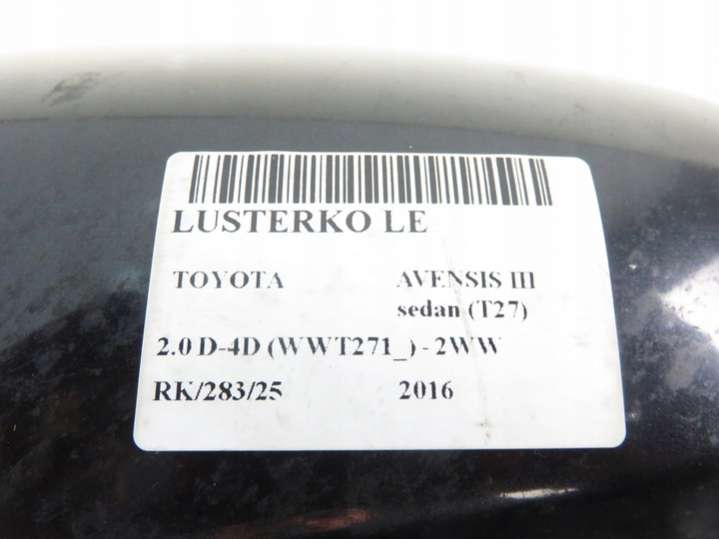 LUSTERKO LE
TOYOTA AVENSIS III
sedan (T27)
2.0 D-4D (WWT271_) - 2WW
RK/283/25 2016